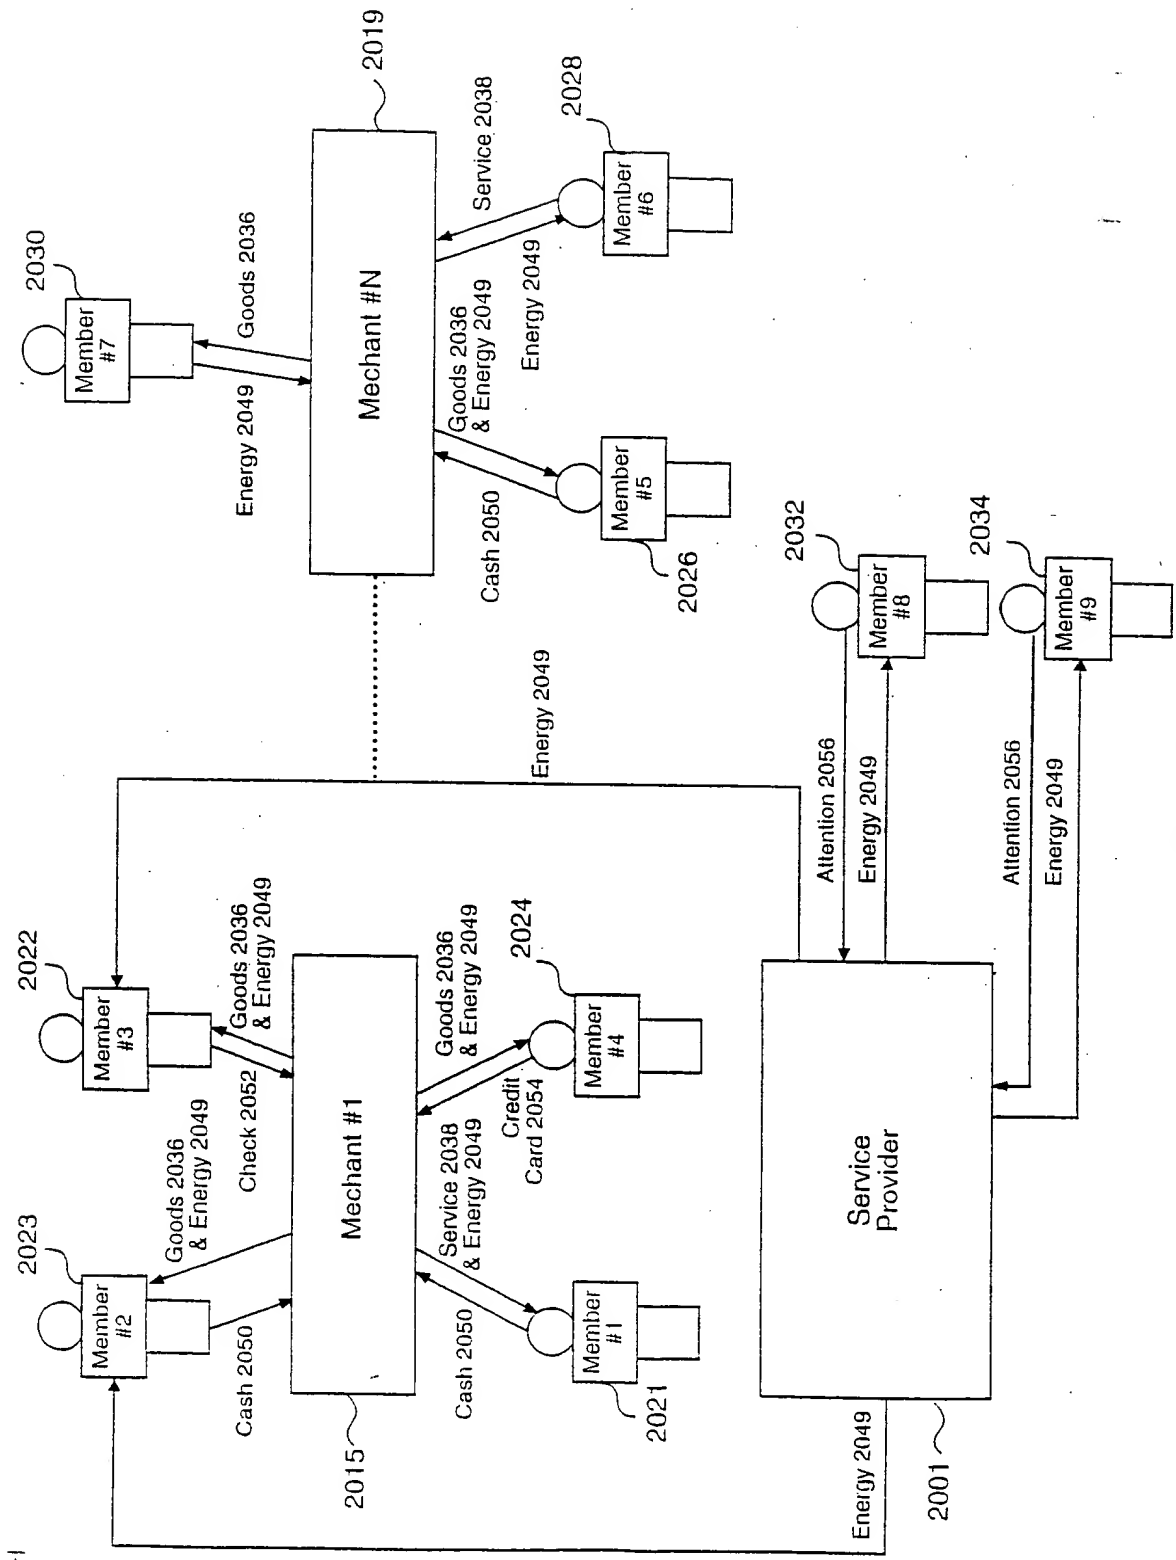 2023
Member
#2
2022
Member
#3
Goods 2036
& Energy 2049
Cash 2050
Goods 2036
& Energy 2049
Check 2052
2015
Mechant #1
Cash 2050
Service 2038
& Energy 2049
Credit
Card 2054
Goods 2036
& Energy 2049
2021
Member
#1
2024
Member
#4
2030
Member
#7
Energy 2049
Goods 2036
2019
Mechant #N
Cash 2050
Goods 2036
& Energy 2049
Energy 2049
Service 2038
2026
Member
#5
2028
Member
#6
Energy 2049
Energy 2049
2001
Service
Provider
Attention 2056
Energy 2049
2032
Member
#8
Attention 2056
Energy 2049
2034
Member
#9